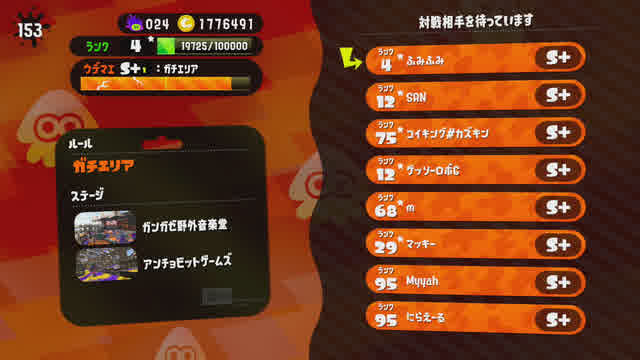 153
024 1776491
ランク 4★ 19725/100000
ウデマエ S+1 :ガチエリア
ルール
ガチエリア
ステージ
ガンガゼ野外音楽堂
アンチョビットゲームズ
対戦相手を待っています
ランク 4★ ふみふみ S+
ランク 12★ SAN S+
ランク 75★ コイキング#カズキン S+
ランク 12★ ゲッソーロボG S+
ランク 68★ m S+
ランク 29★ マッキー S+
ランク 95 Myyah S+
ランク 95 にらえーる S+